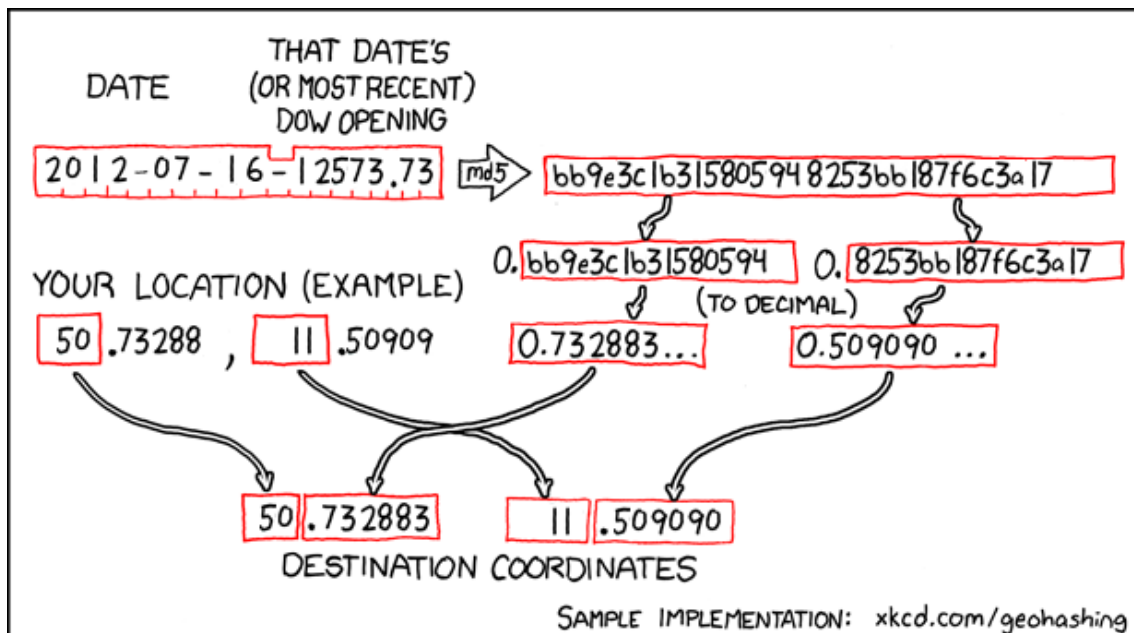 DATE
THAT DATE'S
(OR MOST RECENT)
DOW OPENING
2012-07-16-12573.73
md5
bb9e3c1b315805948253bb187f6c3a17
0.bb9e3c1b31580594
0.8253bb187f6c3a17
YOUR LOCATION (EXAMPLE)
(TO DECIMAL)
50.73288, 11.50909
0.732883...
0.509090...
50.732883
11.509090
DESTINATION COORDINATES
SAMPLE IMPLEMENTATION: xkcd.com/geohashing